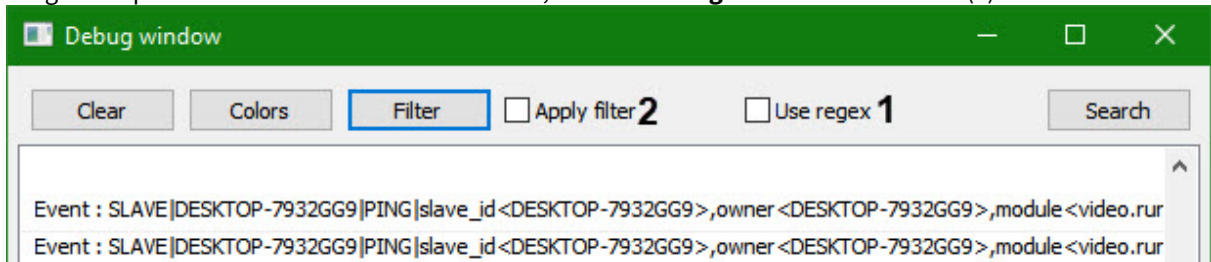 Debug window
Clear Colors Filter Apply filter 2 Use regex 1 Search
Event : SLAVE|DESKTOP-7932GG9|PING|slave_id<DESKTOP-7932GG9>,owner<DESKTOP-7932GG9>,module<video.rur
Event : SLAVE|DESKTOP-7932GG9|PING|slave_id<DESKTOP-7932GG9>,owner<DESKTOP-7932GG9>,module<video.rur